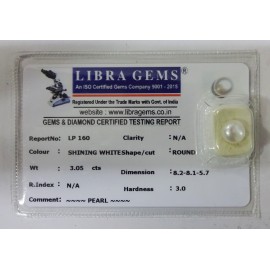 LIBRA GEMS®
An ISO Certified Gems Company 9001 - 2015
Registered Under the Trade Marks with Govt. of India
website : www.libragems.co.in
GEMS & DIAMOND CERTIFIED TESTING REPORT
ReportNo: LP 160 Clarity : N/A
Colour : SHINING WHITE Shape/cut : ROUND
Wt : 3.05 cts Dimension : 8.2-8.1-5.7
R.Index : N/A Hardness : 3.0
Comment : ~~~~ PEARL ~~~~